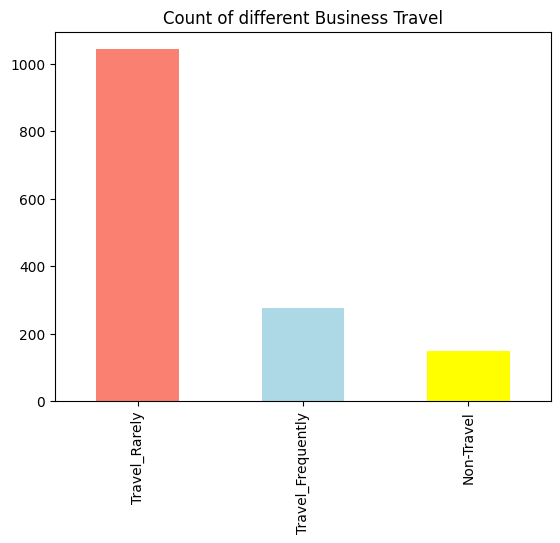 Count of different Business Travel
1000
800
600
400
200
0
Travel_Rarely
Travel_Frequently
Non-Travel